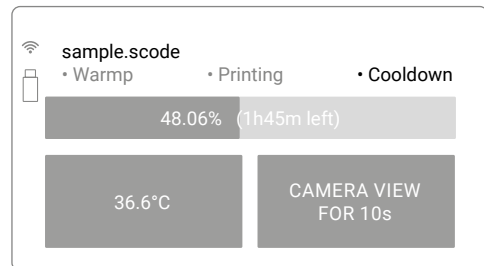 sample.scode
• Warmp • Printing • Cooldown
48.06% (1h45m left)
36.6°C
CAMERA VIEW
FOR 10s